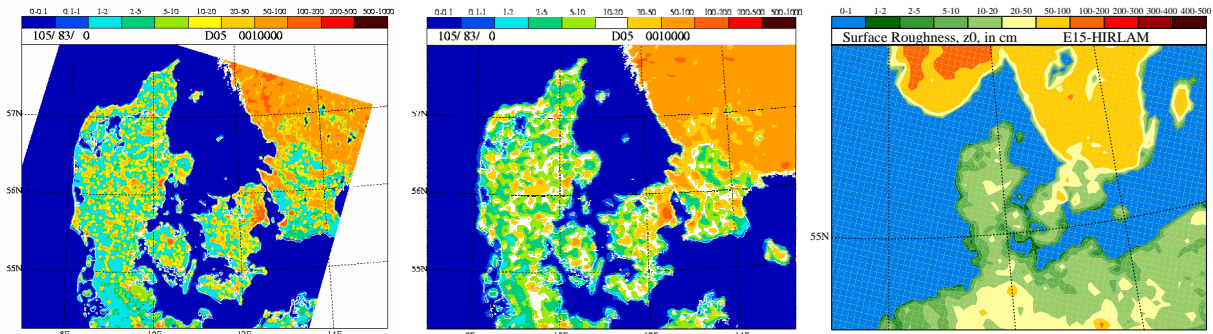 0-0.1 0.1-1 1-2 2-5 5-10 10-20 20-50 50-100 100-200 200-500 500-1000
105/ 83/ 0 D05 0010000
57N
56N
55N
8E
0-0.1 0.1-1 1-2 2-5 5-10 10-20 20-50 50-100 100-200 200-500 500-1000
105/ 83/ 0 D05 0010000
57N
56N
55N
0-1 1-2 2-5 5-10 10-20 20-50 50-100 100-200 200-300 300-400 400-500
Surface Roughness, z0, in cm E15-HIRLAM
55N